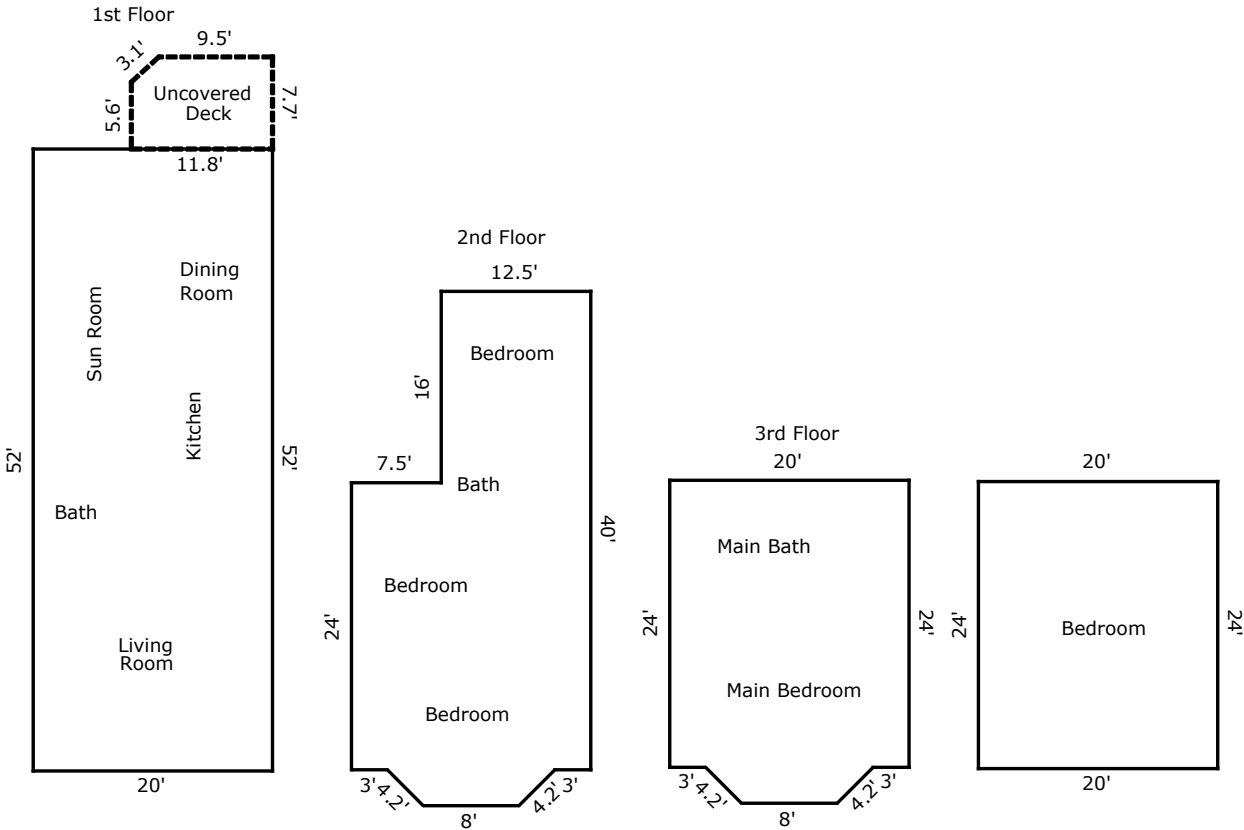 1st Floor
9.5'
3.1'
Uncovered
Deck
5.6'
7.7'
11.8'
Dining
Room
Sun Room
Kitchen
52'
52'
Bath
Living
Room
20'
2nd Floor
12.5'
Bedroom
16'
7.5'
Bath
40'
Bedroom
24'
Bedroom
3'
4.2'
8'
4.2'
3'
3rd Floor
20'
Main Bath
24'
24'
Main Bedroom
3'
4.2'
8'
4.2'
3'
20'
24'
Bedroom
24'
20'